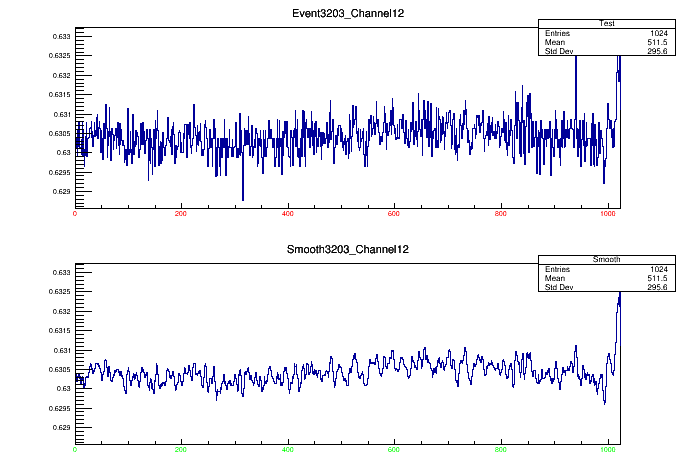 Event3203_Channel12
Test
Entries 1024
Mean 511.5
Std Dev 295.6
0.633
0.6325
0.632
0.6315
0.631
0.6305
0.63
0.6295
0.629
0 200 400 600 800 1000
Smooth3203_Channel12
Smooth
Entries 1024
Mean 511.5
Std Dev 295.6
0.633
0.6325
0.632
0.6315
0.631
0.6305
0.63
0.6295
0.629
0 200 400 600 800 1000